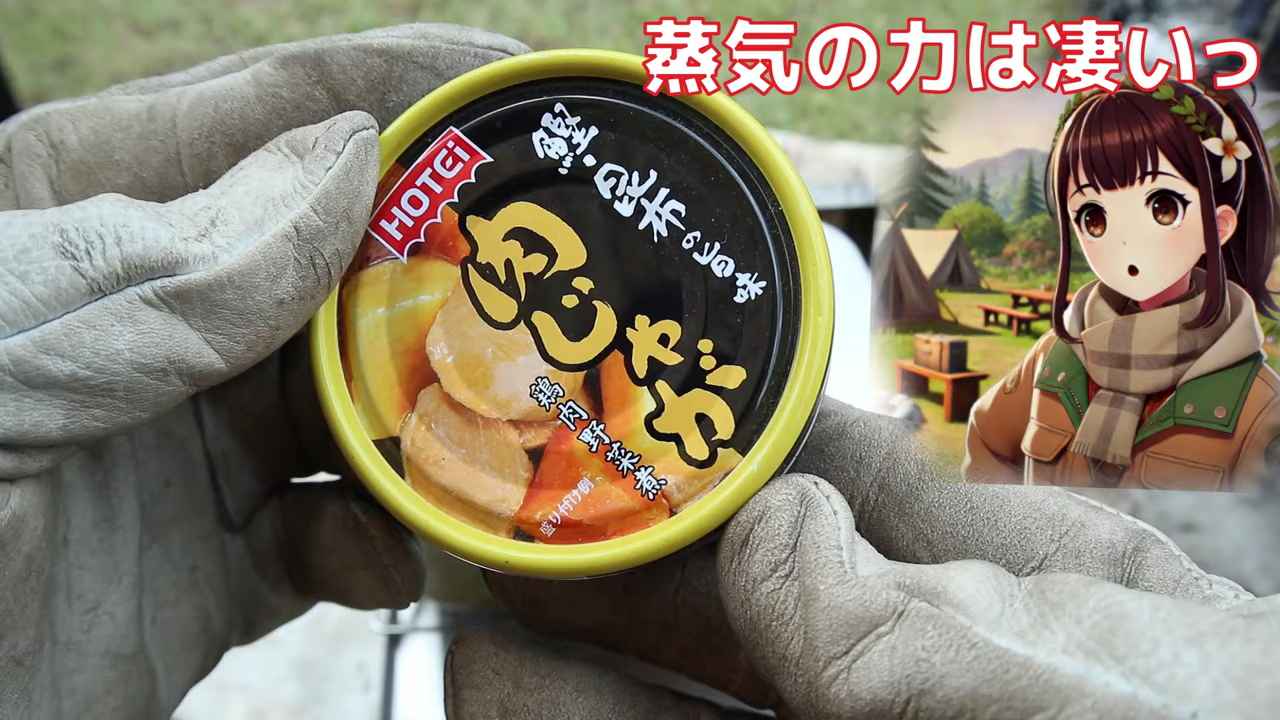 蒸気の力は凄いっ
HOTEi
鰹・昆布の旨味
肉じゃが
鶏肉野菜煮
盛り付け例